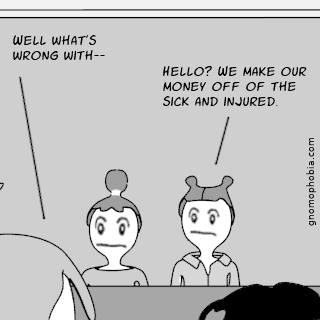 WELL WHAT'S
WRONG WITH--
HELLO? WE MAKE OUR
MONEY OFF OF THE
SICK AND INJURED.
gnomophobia.com